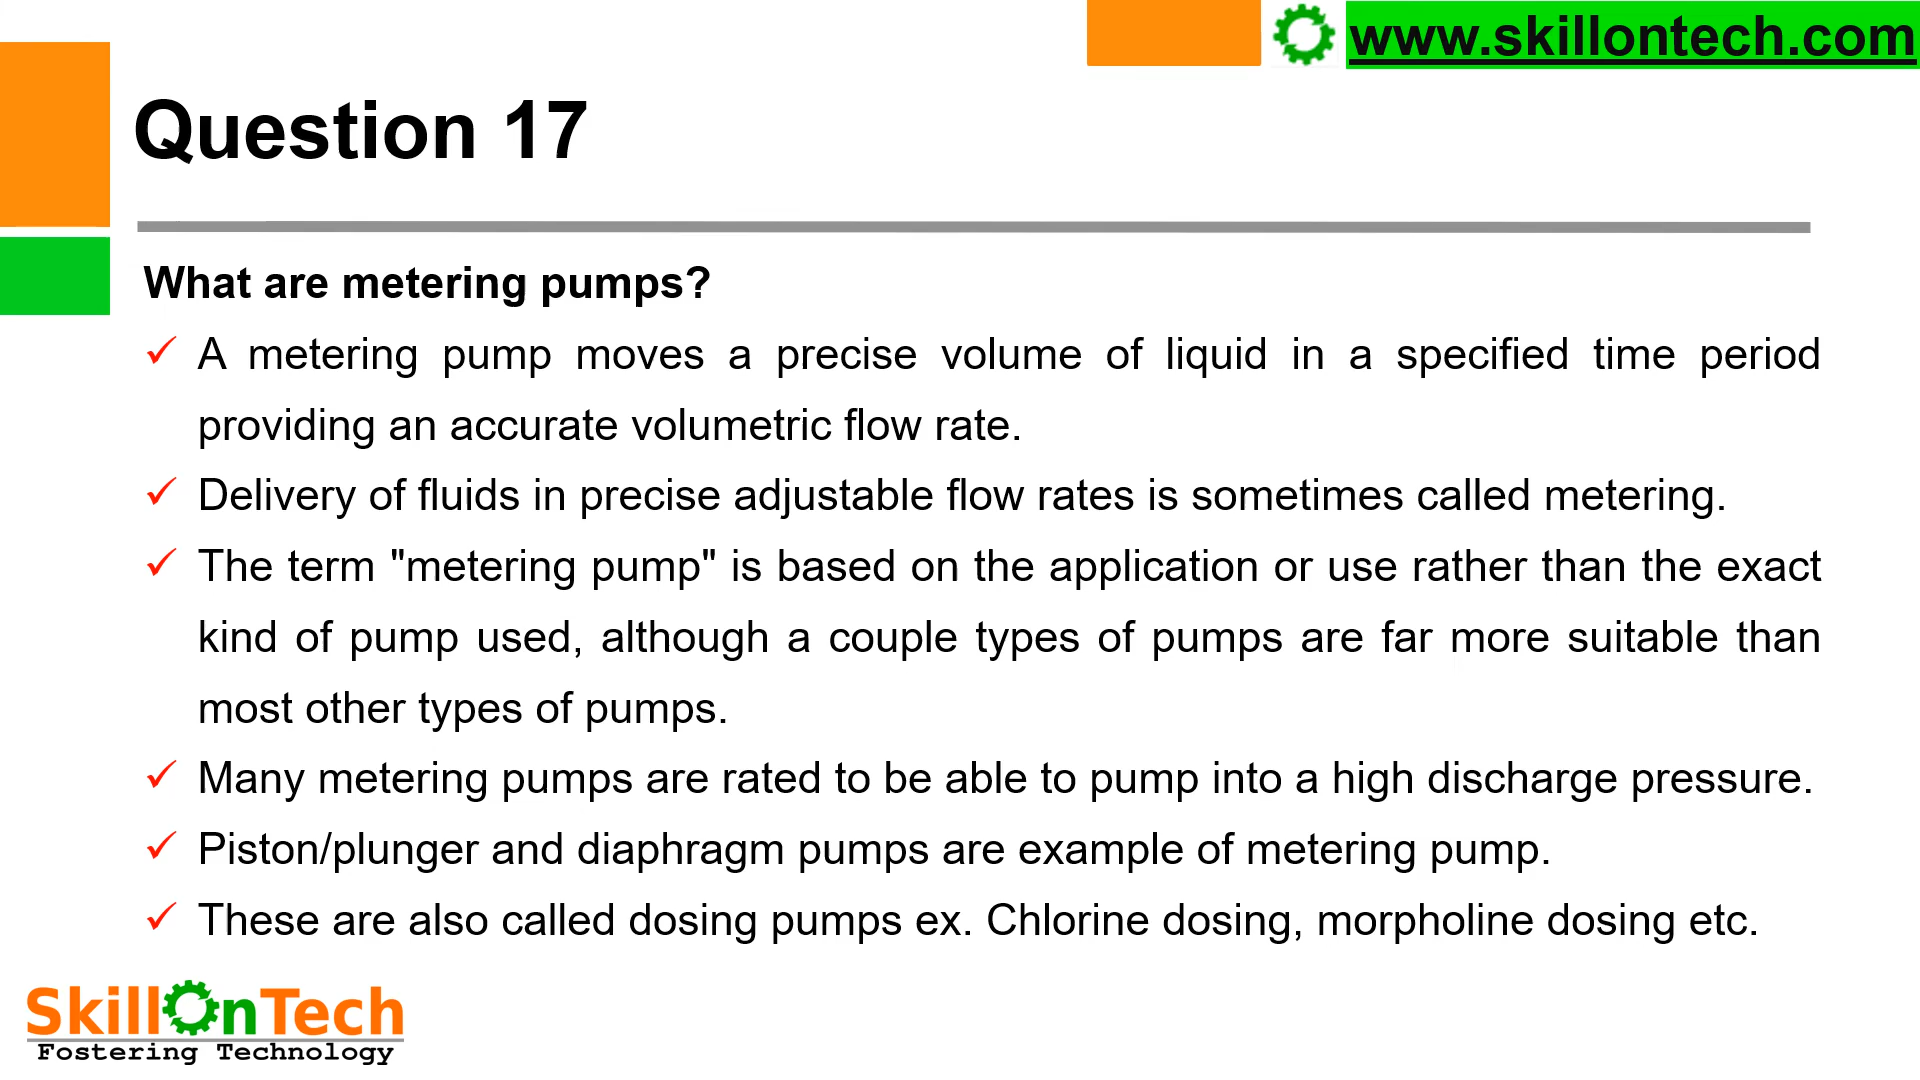 www.skillontech.com
Question 17
What are metering pumps?
A metering pump moves a precise volume of liquid in a specified time period
providing an accurate volumetric flow rate.
Delivery of fluids in precise adjustable flow rates is sometimes called metering.
The term "metering pump" is based on the application or use rather than the exact
kind of pump used, although a couple types of pumps are far more suitable than
most other types of pumps.
Many metering pumps are rated to be able to pump into a high discharge pressure.
Piston/plunger and diaphragm pumps are example of metering pump.
These are also called dosing pumps ex. Chlorine dosing, morpholine dosing etc.
SkillOnTech
Fostering Technology